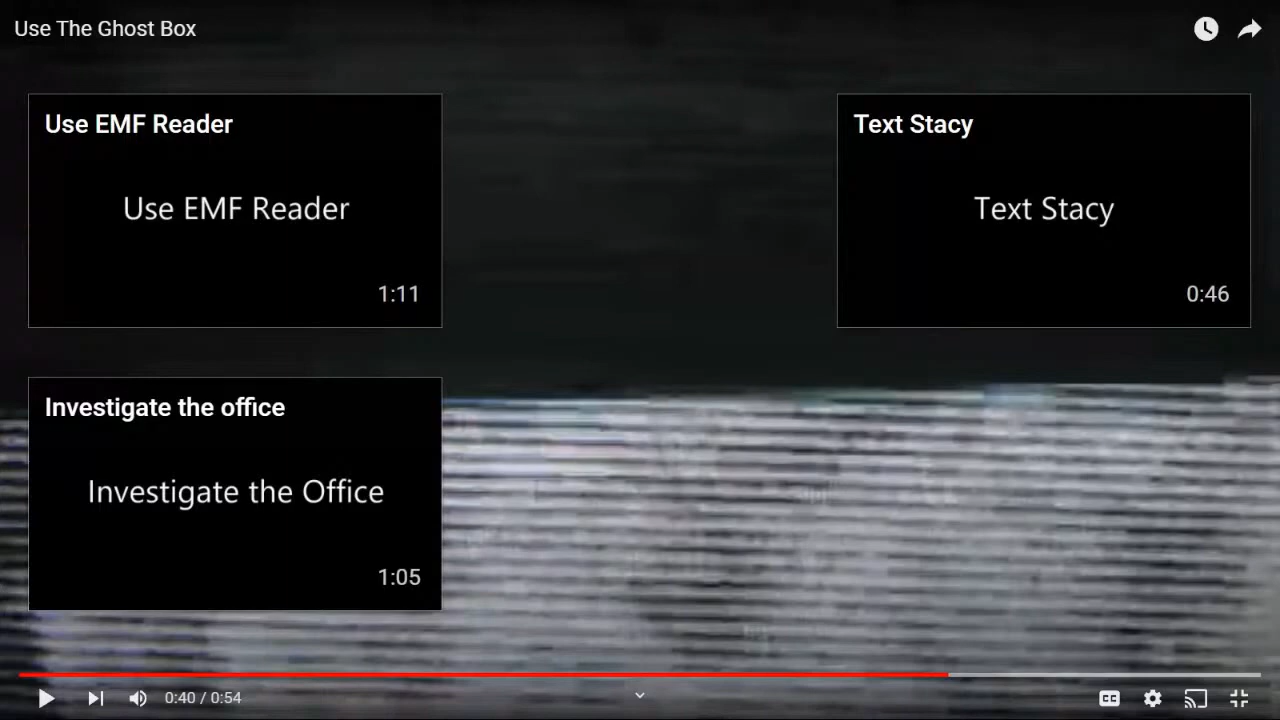 Use The Ghost Box
Use EMF Reader
Use EMF Reader
1:11
Text Stacy
Text Stacy
0:46
Investigate the office
Investigate the Office
1:05
0:40 / 0:54
CC